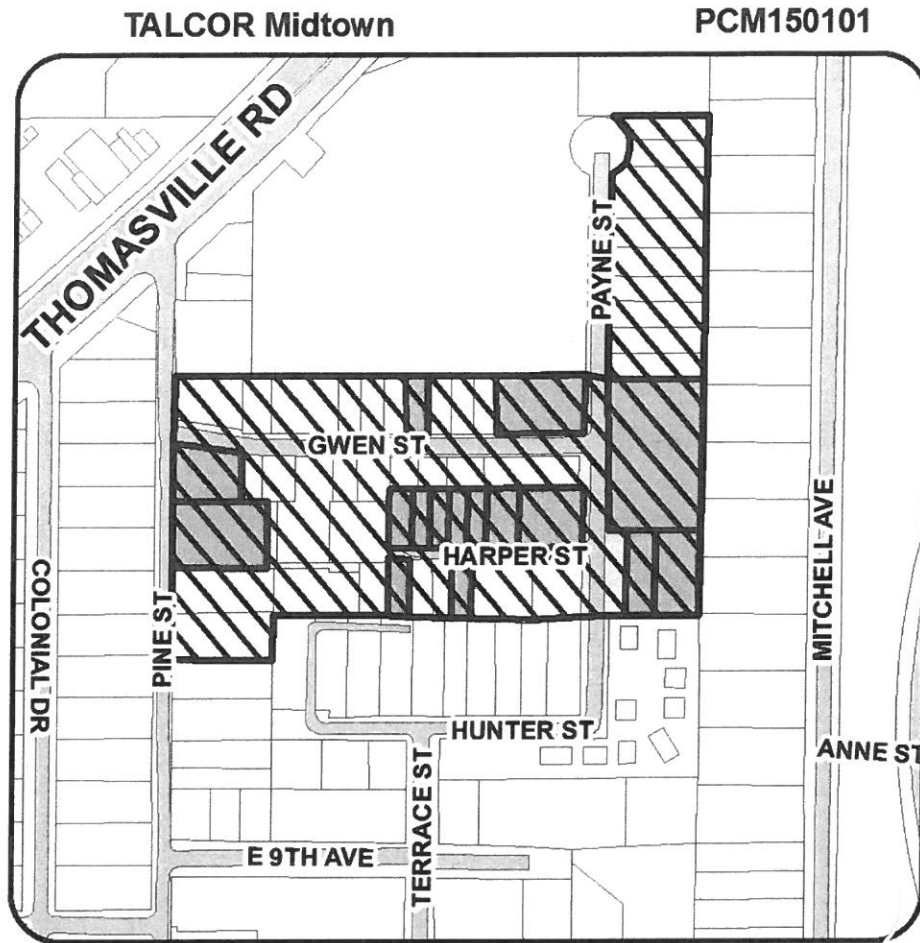 TALCOR Midtown
PCM150101
THOMASVILLE RD
PAYNE ST
GWEN ST
HARPER ST
COLONIAL DR
PINE ST
MITCHELL AVE
HUNTER ST
ANNE ST
TERRACE ST
E 9TH AVE